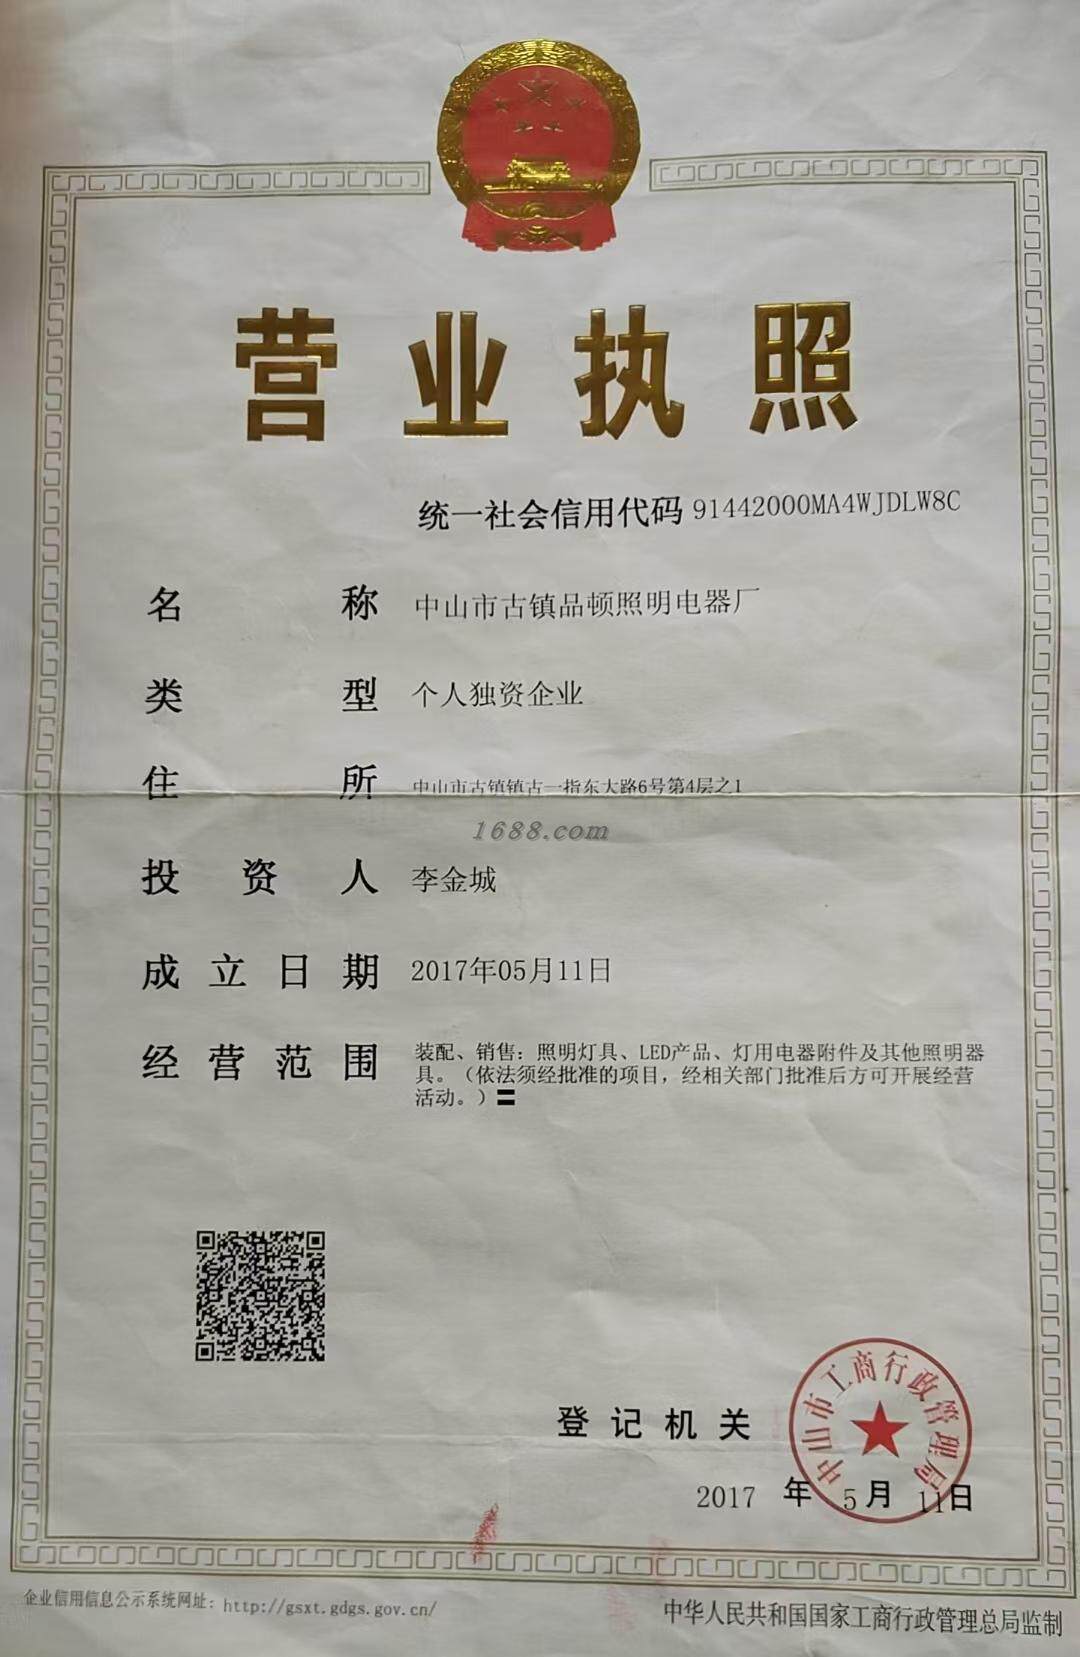 营业执照
统一社会信用代码 91442000MA4WJDLW8C
名称 中山市古镇品顿照明电器厂
类型 个人独资企业
住所 中山市古镇镇古一指东大路6号第4层之1
1688.com
投资人 李金城
成立日期 2017年05月11日
经营范围 装配、销售：照明灯具、LED产品、灯用电器附件及其他照明器
具。（依法须经批准的项目，经相关部门批准后方可开展经营
活动。）〓
中山市工商行政管理局
登记机关
2017 年 5 月 11 日
企业信用信息公示系统网址：http://gsxt.gdgs.gov.cn/
中华人民共和国国家工商行政管理总局监制